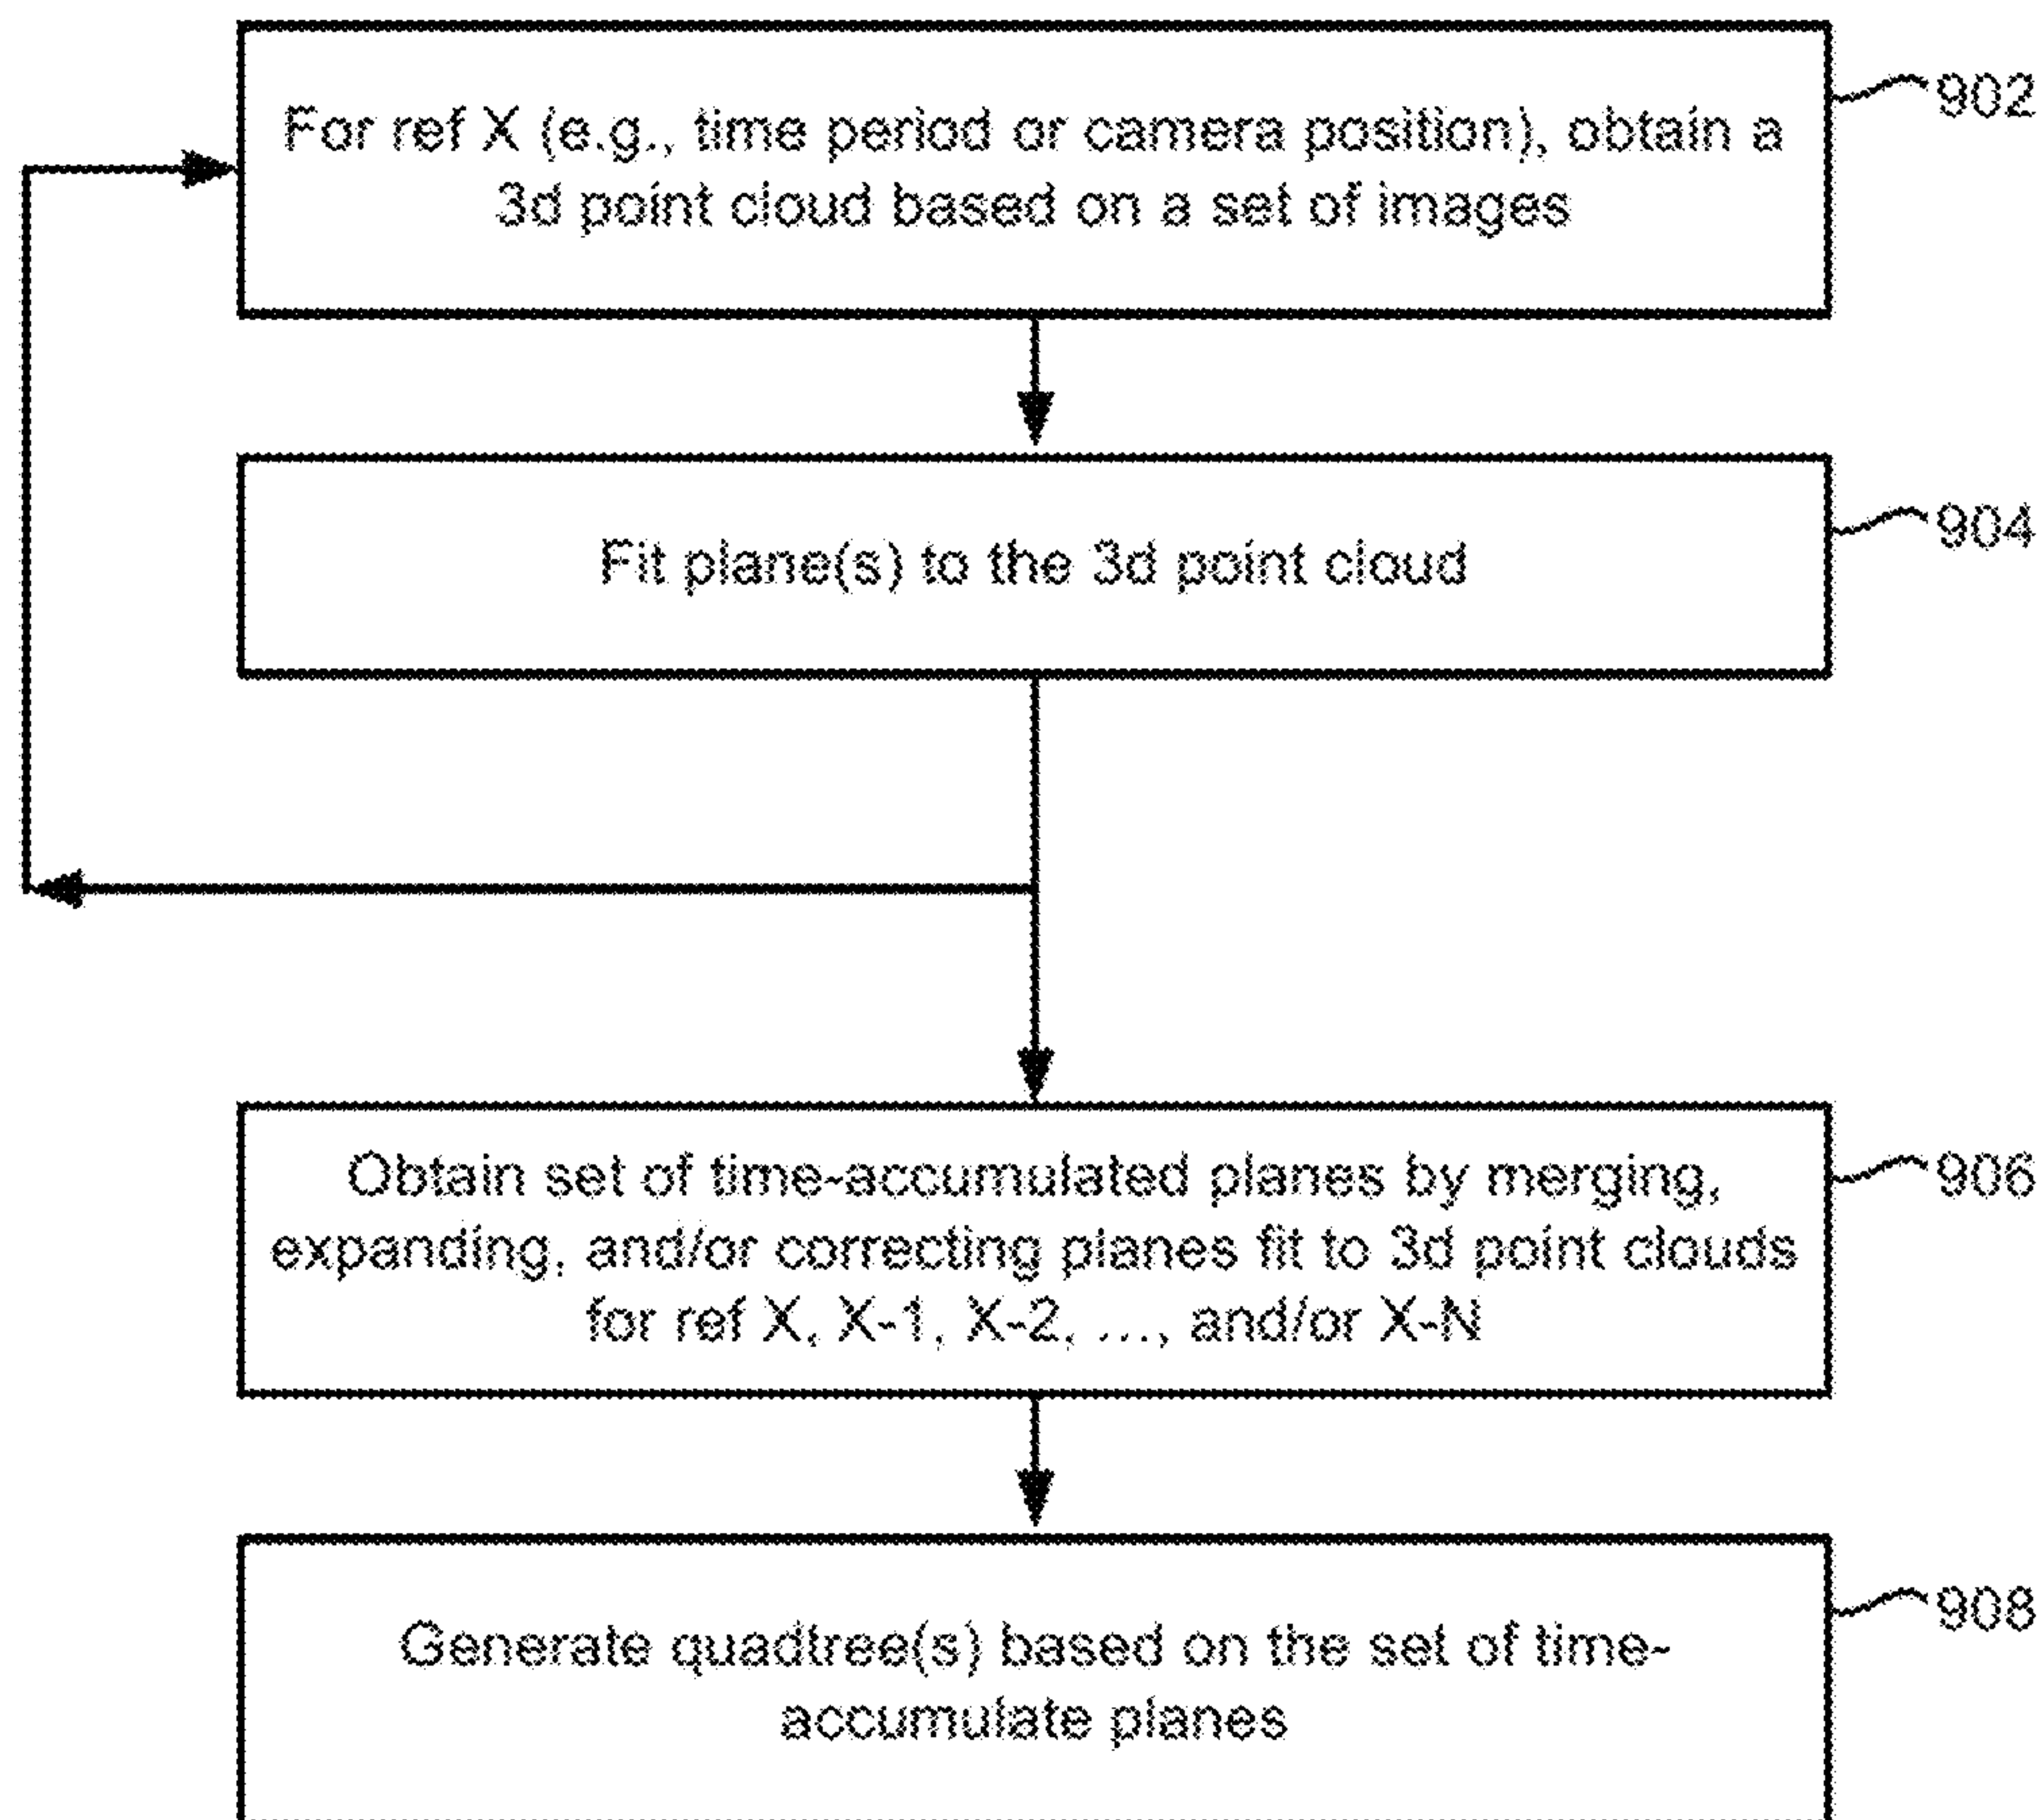 For ref X (e.g., time period or camera position), obtain a
3d point cloud based on a set of images
902
Fit plane(s) to the 3d point cloud
904
Obtain set of time-accumulated planes by merging,
expanding, and/or correcting planes fit to 3d point clouds
for ref X, X-1, X-2, ..., and/or X-N
906
Generate quadtree(s) based on the set of time-
accumulate planes
908